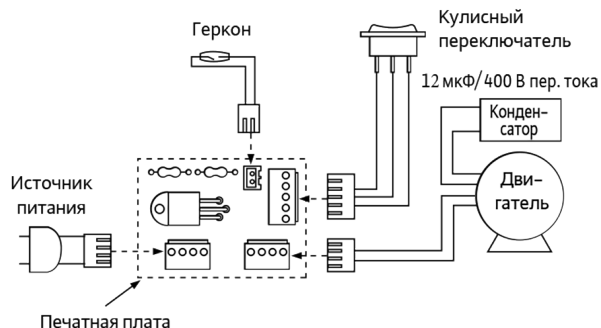 Геркон
Кулисный
переключатель
12 мкФ/400 В пер. тока
Конден-
сатор
Источник
питания
Дви-
гатель
Печатная плата